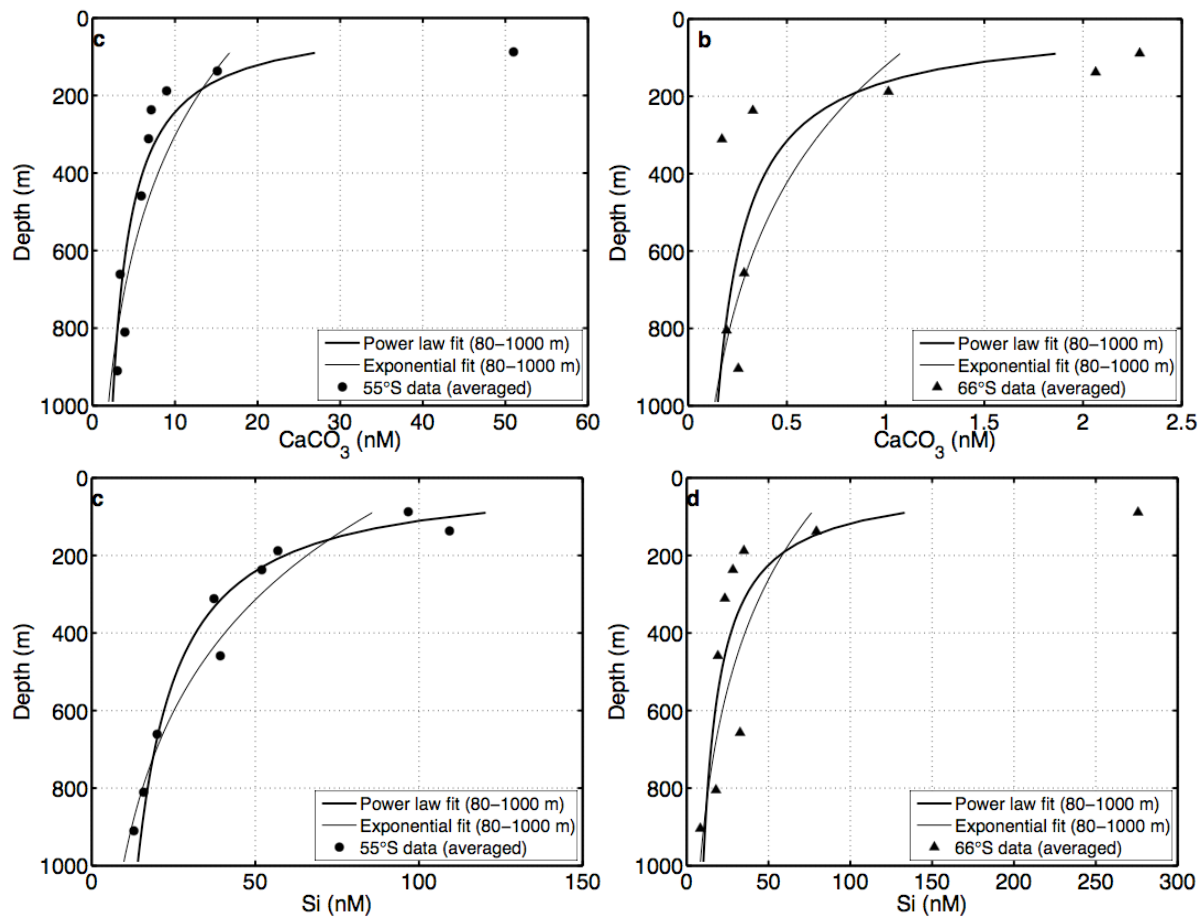 c
0
200
400
600
800
1000
Depth (m)
Power law fit (80–1000 m)
Exponential fit (80–1000 m)
55°S data (averaged)
0 10 20 30 40 50 60
CaCO3 (nM)
b
0
200
400
600
800
1000
Depth (m)
Power law fit (80–1000 m)
Exponential fit (80–1000 m)
66°S data (averaged)
0 0.5 1 1.5 2 2.5
CaCO3 (nM)
c
0
200
400
600
800
1000
Depth (m)
Power law fit (80–1000 m)
Exponential fit (80–1000 m)
55°S data (averaged)
0 50 100 150
Si (nM)
d
0
200
400
600
800
1000
Depth (m)
Power law fit (80–1000 m)
Exponential fit (80–1000 m)
66°S data (averaged)
0 50 100 150 200 250 300
Si (nM)